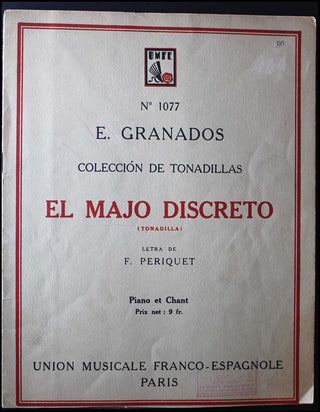 UMFE
Nº 1077
E. GRANADOS
COLECCIÓN DE TONADILLAS
EL MAJO DISCRETO
(TONADILLA)
LETRA DE
F. PERIQUET
Piano et Chant
Prix net : 9 fr.
UNION MUSICALE FRANCO-ESPAGNOLE
PARIS